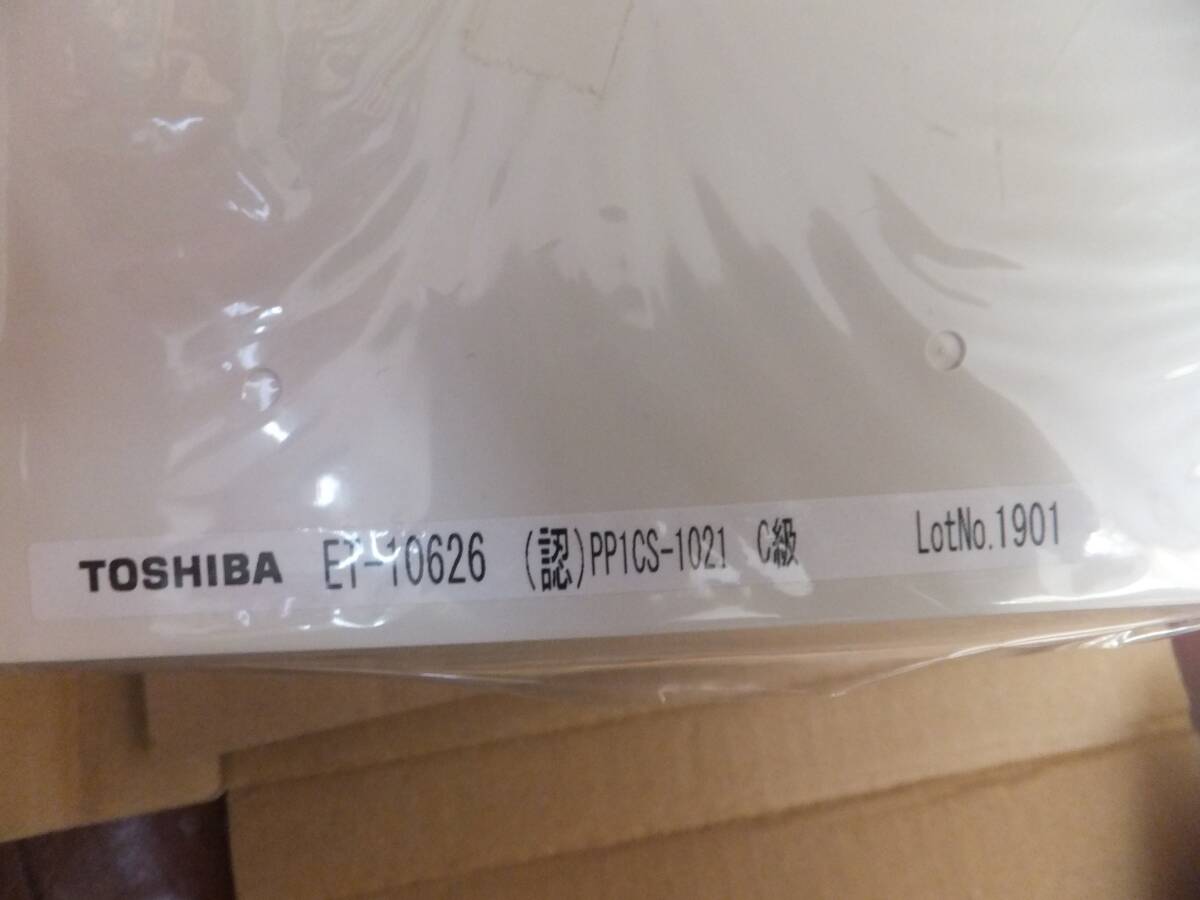 TOSHIBA ET-10626 (認)PP1CS-1021 C級 LotNo.1901